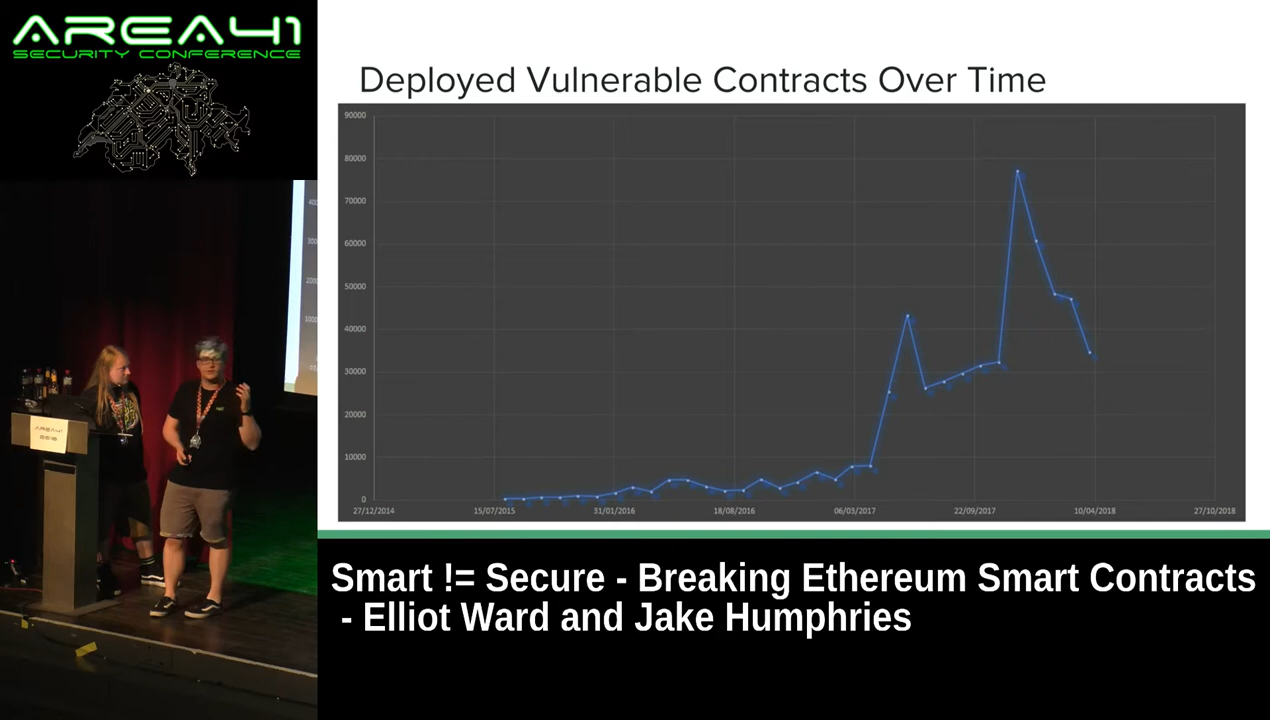 AREA41
SECURITY CONFERENCE
Deployed Vulnerable Contracts Over Time
90000
80000
70000
60000
50000
40000
30000
20000
10000
0
27/12/2014 15/07/2015 31/01/2016 18/08/2016 06/03/2017 22/09/2017 10/04/2018 27/10/2018
AREA41
Smart != Secure - Breaking Ethereum Smart Contracts
- Elliot Ward and Jake Humphries